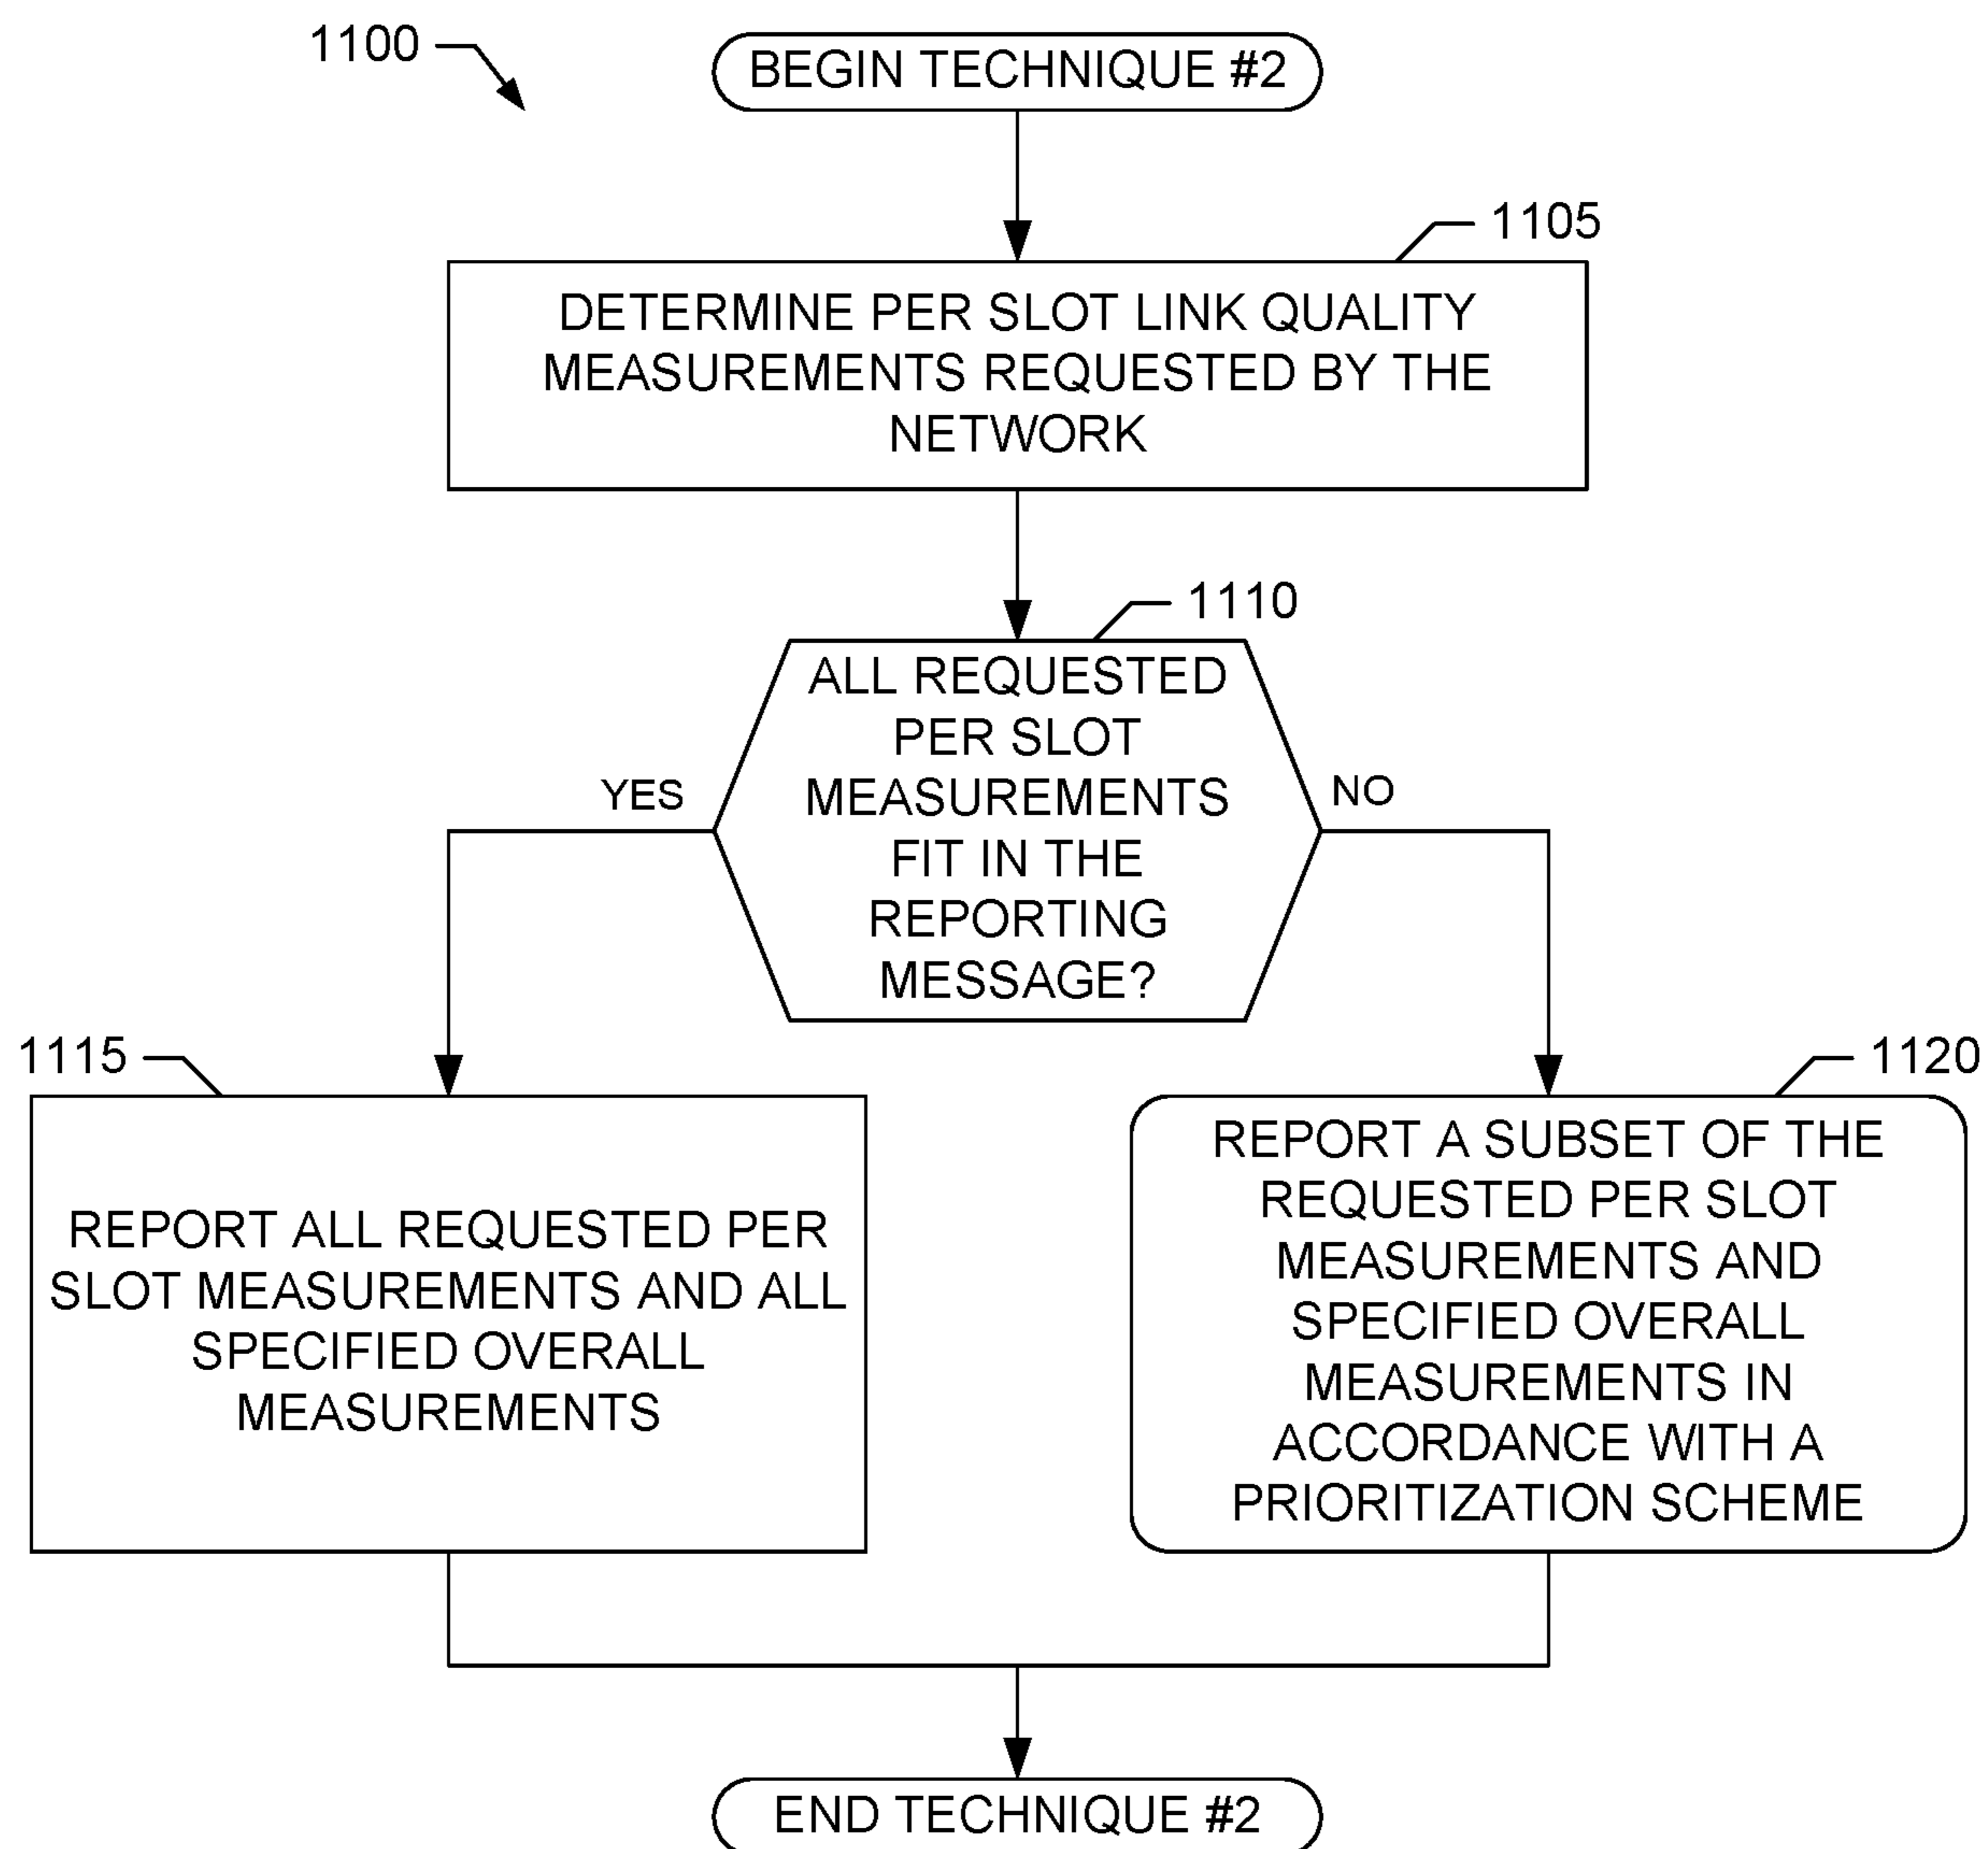 1100
BEGIN TECHNIQUE #2
1105
DETERMINE PER SLOT LINK QUALITY
MEASUREMENTS REQUESTED BY THE
NETWORK
1110
ALL REQUESTED
PER SLOT
MEASUREMENTS
FIT IN THE
REPORTING
MESSAGE?
YES
NO
1115
REPORT ALL REQUESTED PER
SLOT MEASUREMENTS AND ALL
SPECIFIED OVERALL
MEASUREMENTS
1120
REPORT A SUBSET OF THE
REQUESTED PER SLOT
MEASUREMENTS AND
SPECIFIED OVERALL
MEASUREMENTS IN
ACCORDANCE WITH A
PRIORITIZATION SCHEME
END TECHNIQUE #2